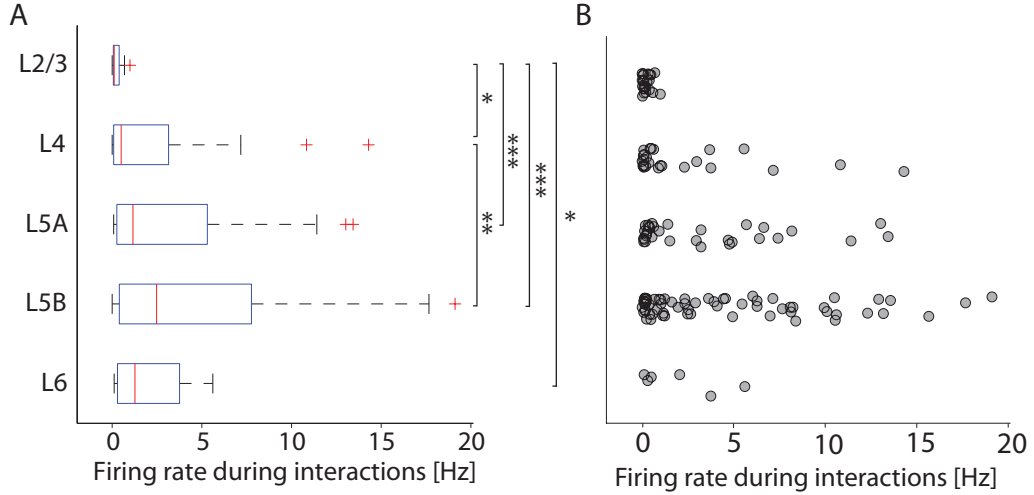 A
L2/3
L4
L5A
L5B
L6
*
***
**
***
*
0 5 10 15 20
Firing rate during interactions [Hz]
B
0 5 10 15 20
Firing rate during interactions [Hz]